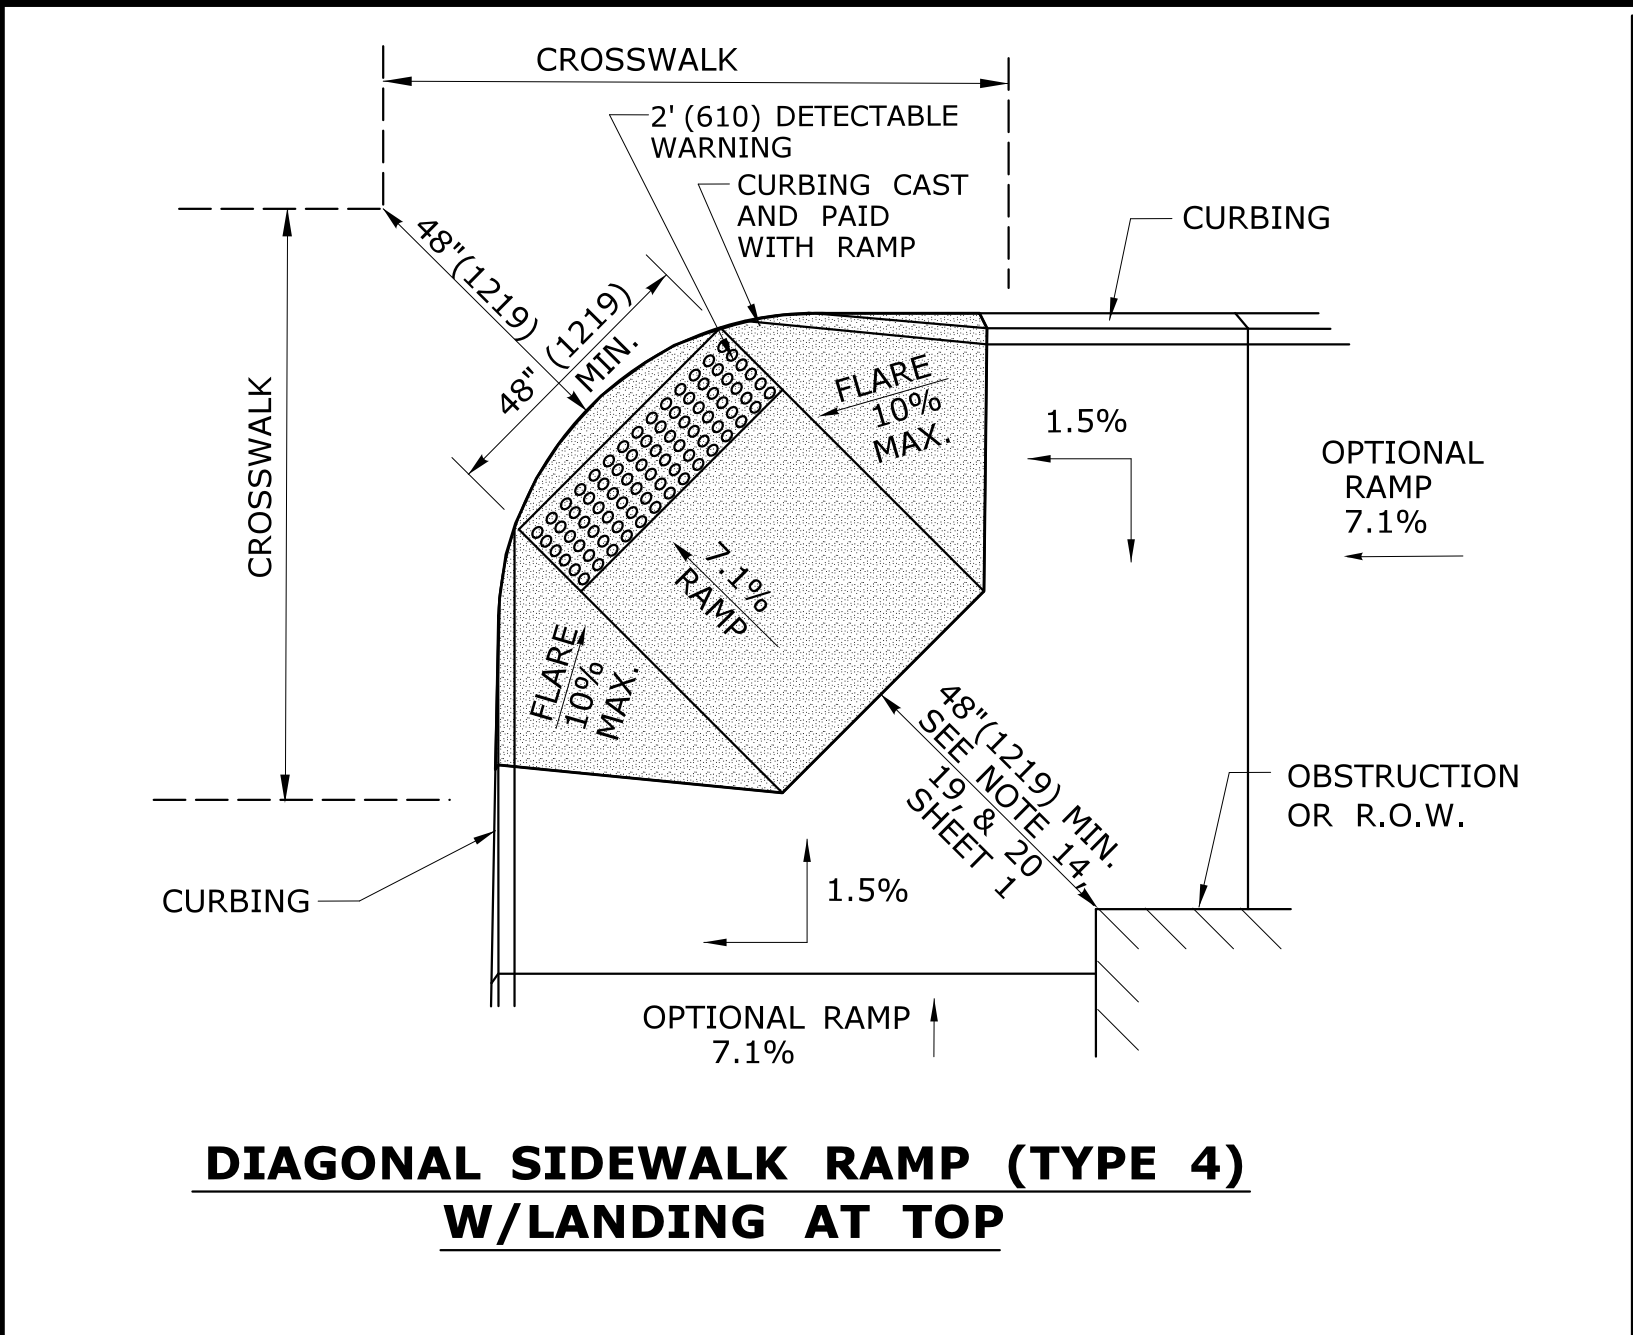 CROSSWALK
2' (610) DETECTABLE
WARNING
CURBING CAST
AND PAID
WITH RAMP
CURBING
48"(1219)
48" (1219)
MIN.
CROSSWALK
FLARE
10%
MAX.
1.5%
OPTIONAL
RAMP
7.1%
7.1%
RAMP
FLARE
10%
MAX.
48"(1219) MIN.
SEE NOTE 14,
19, & 20
SHEET 1
OBSTRUCTION
OR R.O.W.
CURBING
1.5%
OPTIONAL RAMP
7.1%
DIAGONAL SIDEWALK RAMP (TYPE 4)
W/LANDING AT TOP